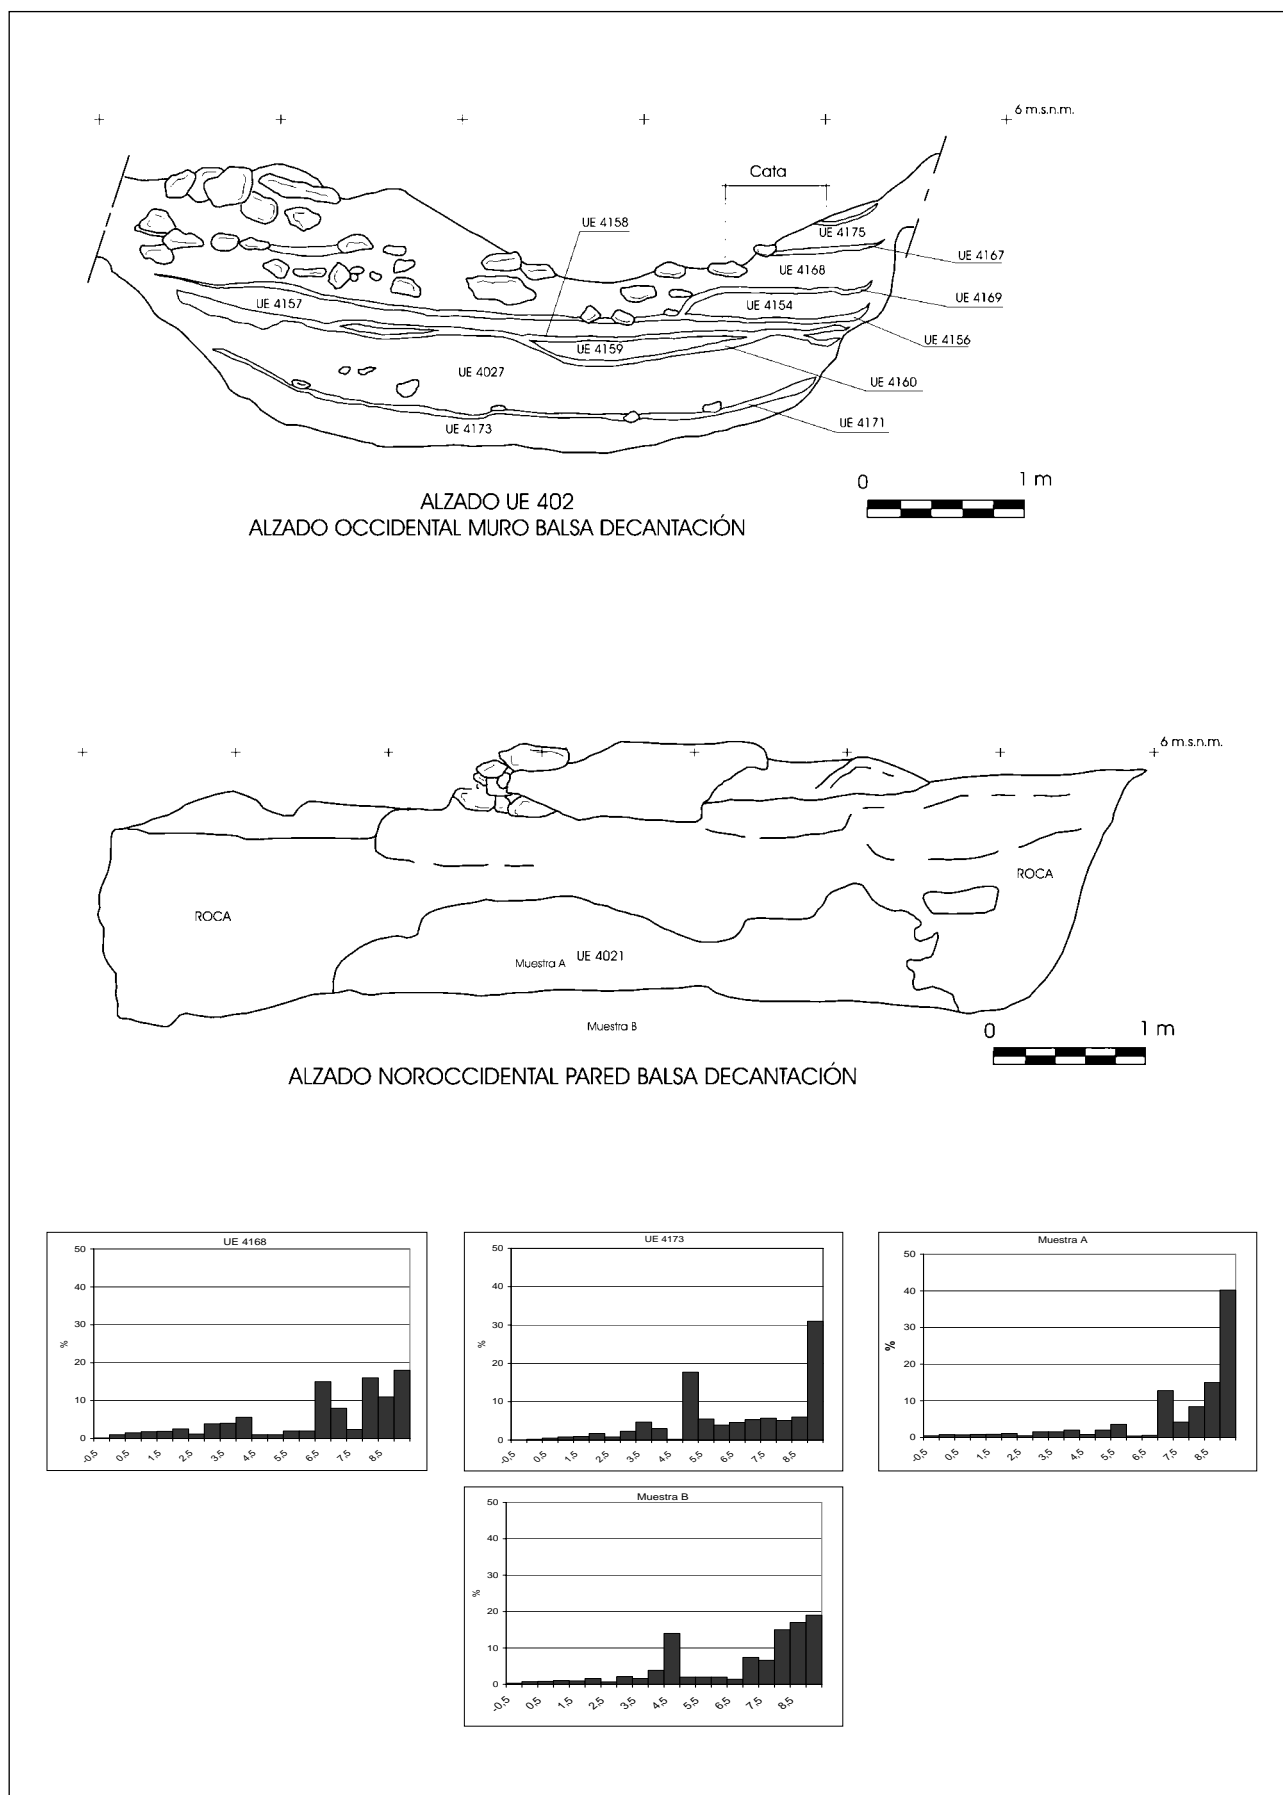 6 m.s.n.m.
Cata
UE 4158
UE 4175
UE 4167
UE 4168
UE 4169
UE 4157
UE 4154
UE 4156
UE 4159
UE 4027
UE 4160
UE 4171
UE 4173
0 1 m
ALZADO UE 402
ALZADO OCCIDENTAL MURO BALSA DECANTACIÓN
6 m.s.n.m.
ROCA
ROCA
UE 4021
Muestra A
Muestra B
0 1 m
ALZADO NOROCCIDENTAL PARED BALSA DECANTACIÓN
UE 4168
50
40
30
20
10
0
%
-0,5 0,5 1,5 2,5 3,5 4,5 5,5 6,5 7,5 8,5
UE 4173
50
40
30
20
10
0
%
-0,5 0,5 1,5 2,5 3,5 4,5 5,5 6,5 7,5 8,5
Muestra A
50
40
30
20
10
0
%
-0,5 0,5 1,5 2,5 3,5 4,5 5,5 6,5 7,5 8,5
Muestra B
50
40
30
20
10
0
%
-0,5 0,5 1,5 2,5 3,5 4,5 5,5 6,5 7,5 8,5